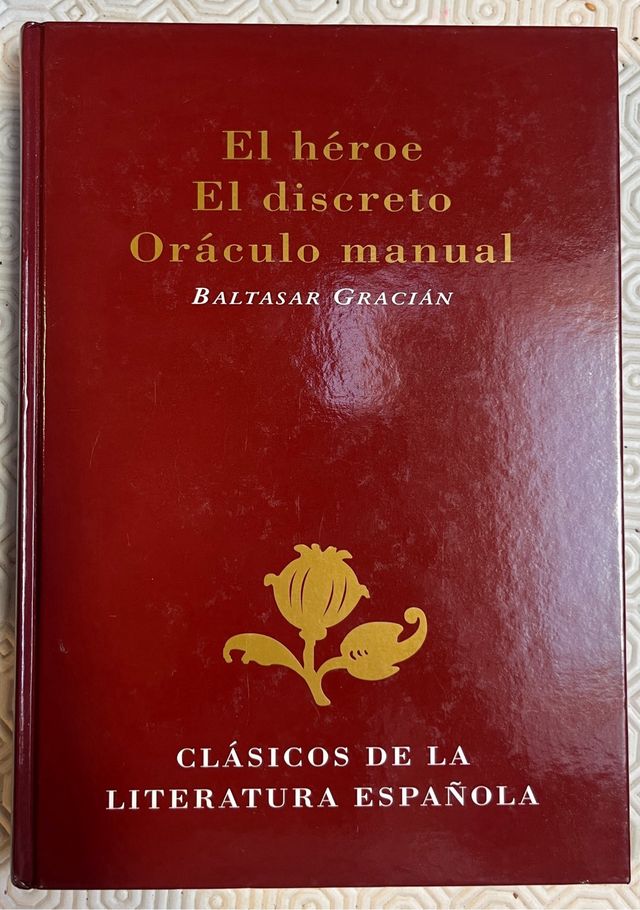 El héroe
El discreto
Oráculo manual
BALTASAR GRACIÁN
CLÁSICOS DE LA
LITERATURA ESPAÑOLA